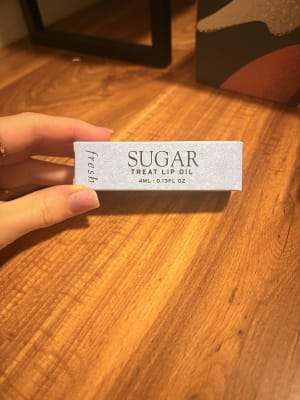 fresh
SUGAR
TREAT LIP OIL
4ML - 0.13FL OZ